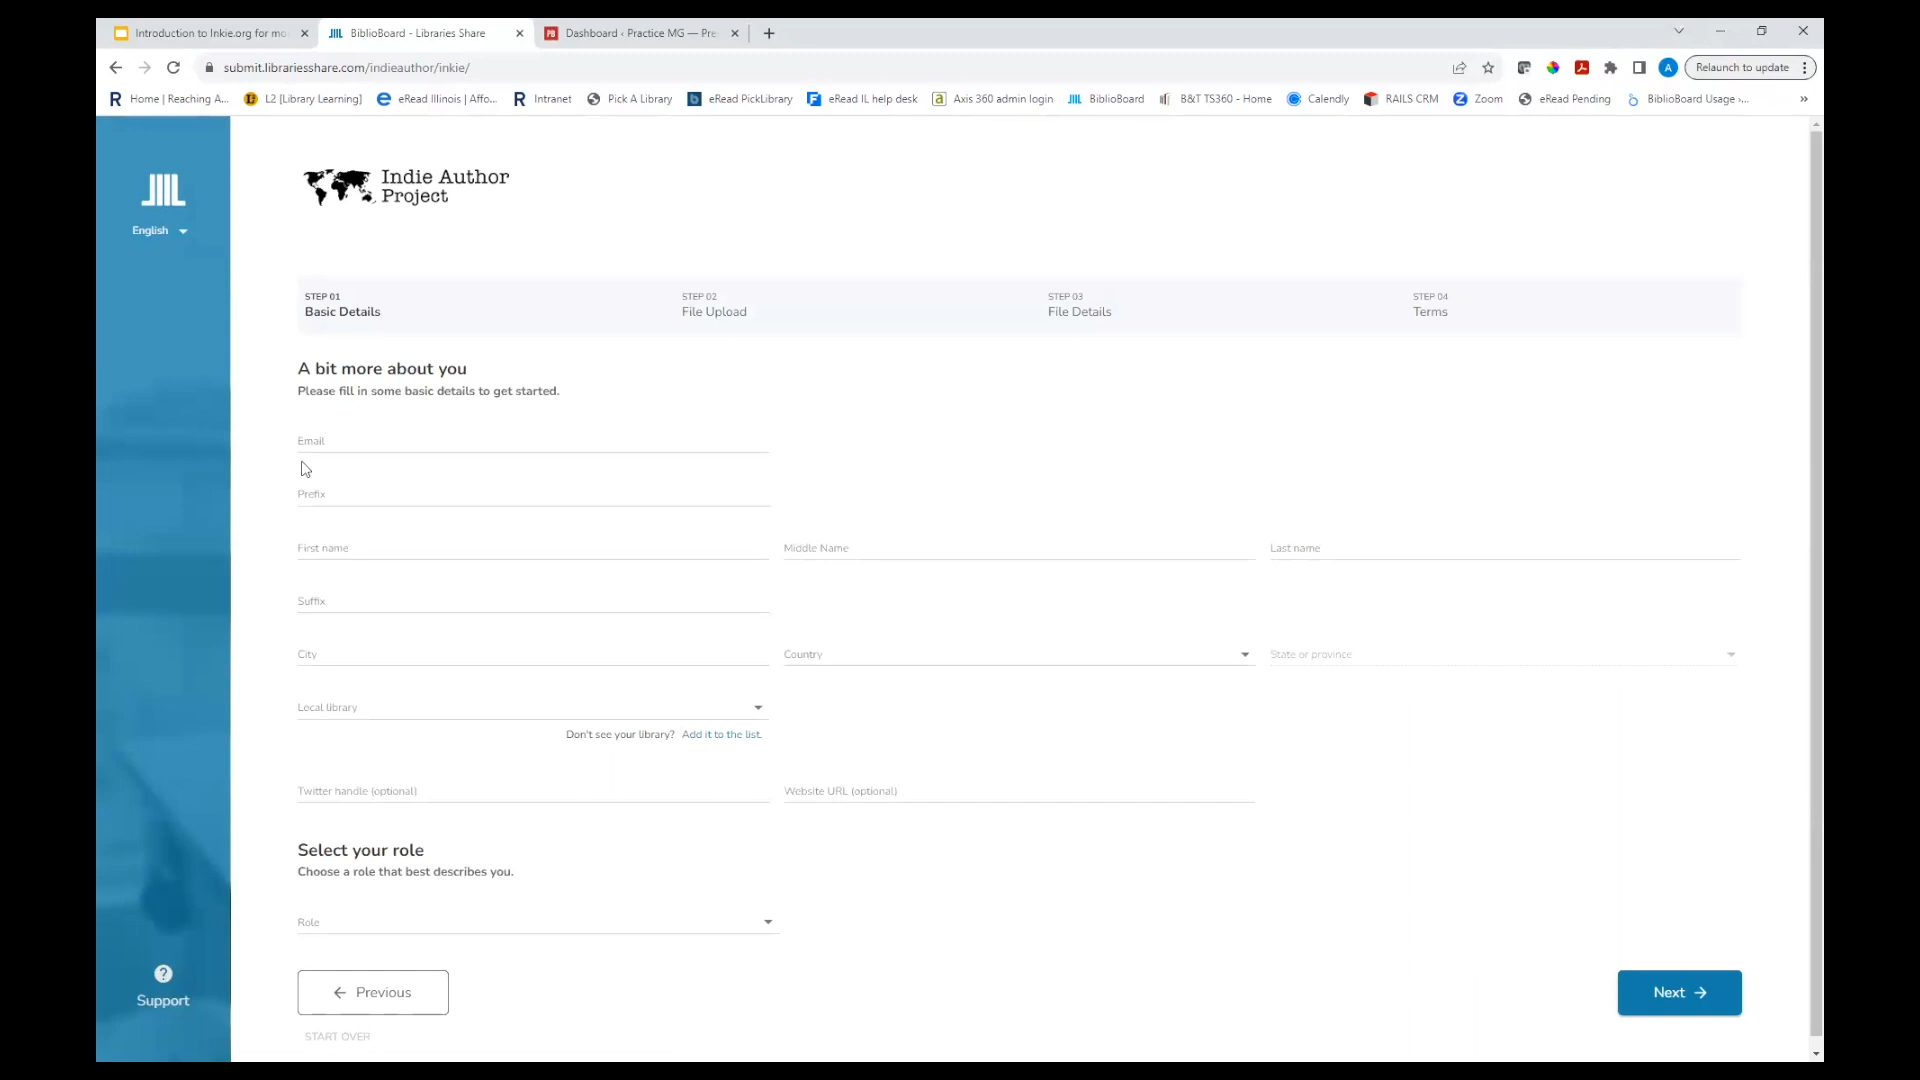 Introduction to Inkie.org for mo
BiblioBoard - Libraries Share
Dashboard ‹ Practice MG — Pre
submit.librariesshare.com/indieauthor/inkie/
A
Relaunch to update
Home | Reaching A...
L2 [Library Learning]
eRead Illinois | Affo...
Intranet
Pick A Library
eRead PickLibrary
eRead IL help desk
Axis 360 admin login
BiblioBoard
B&T TS360 - Home
Calendly
RAILS CRM
Zoom
eRead Pending
BiblioBoard Usage ›...
»
English
Indie Author
Project
STEP 01
Basic Details
STEP 02
File Upload
STEP 03
File Details
STEP 04
Terms
A bit more about you
Please fill in some basic details to get started.
Email
Prefix
First name
Middle Name
Last name
Suffix
City
Country
State or province
Local library
Don't see your library? Add it to the list.
Twitter handle (optional)
Website URL (optional)
Select your role
Choose a role that best describes you.
Role
Support
Previous
Next
START OVER